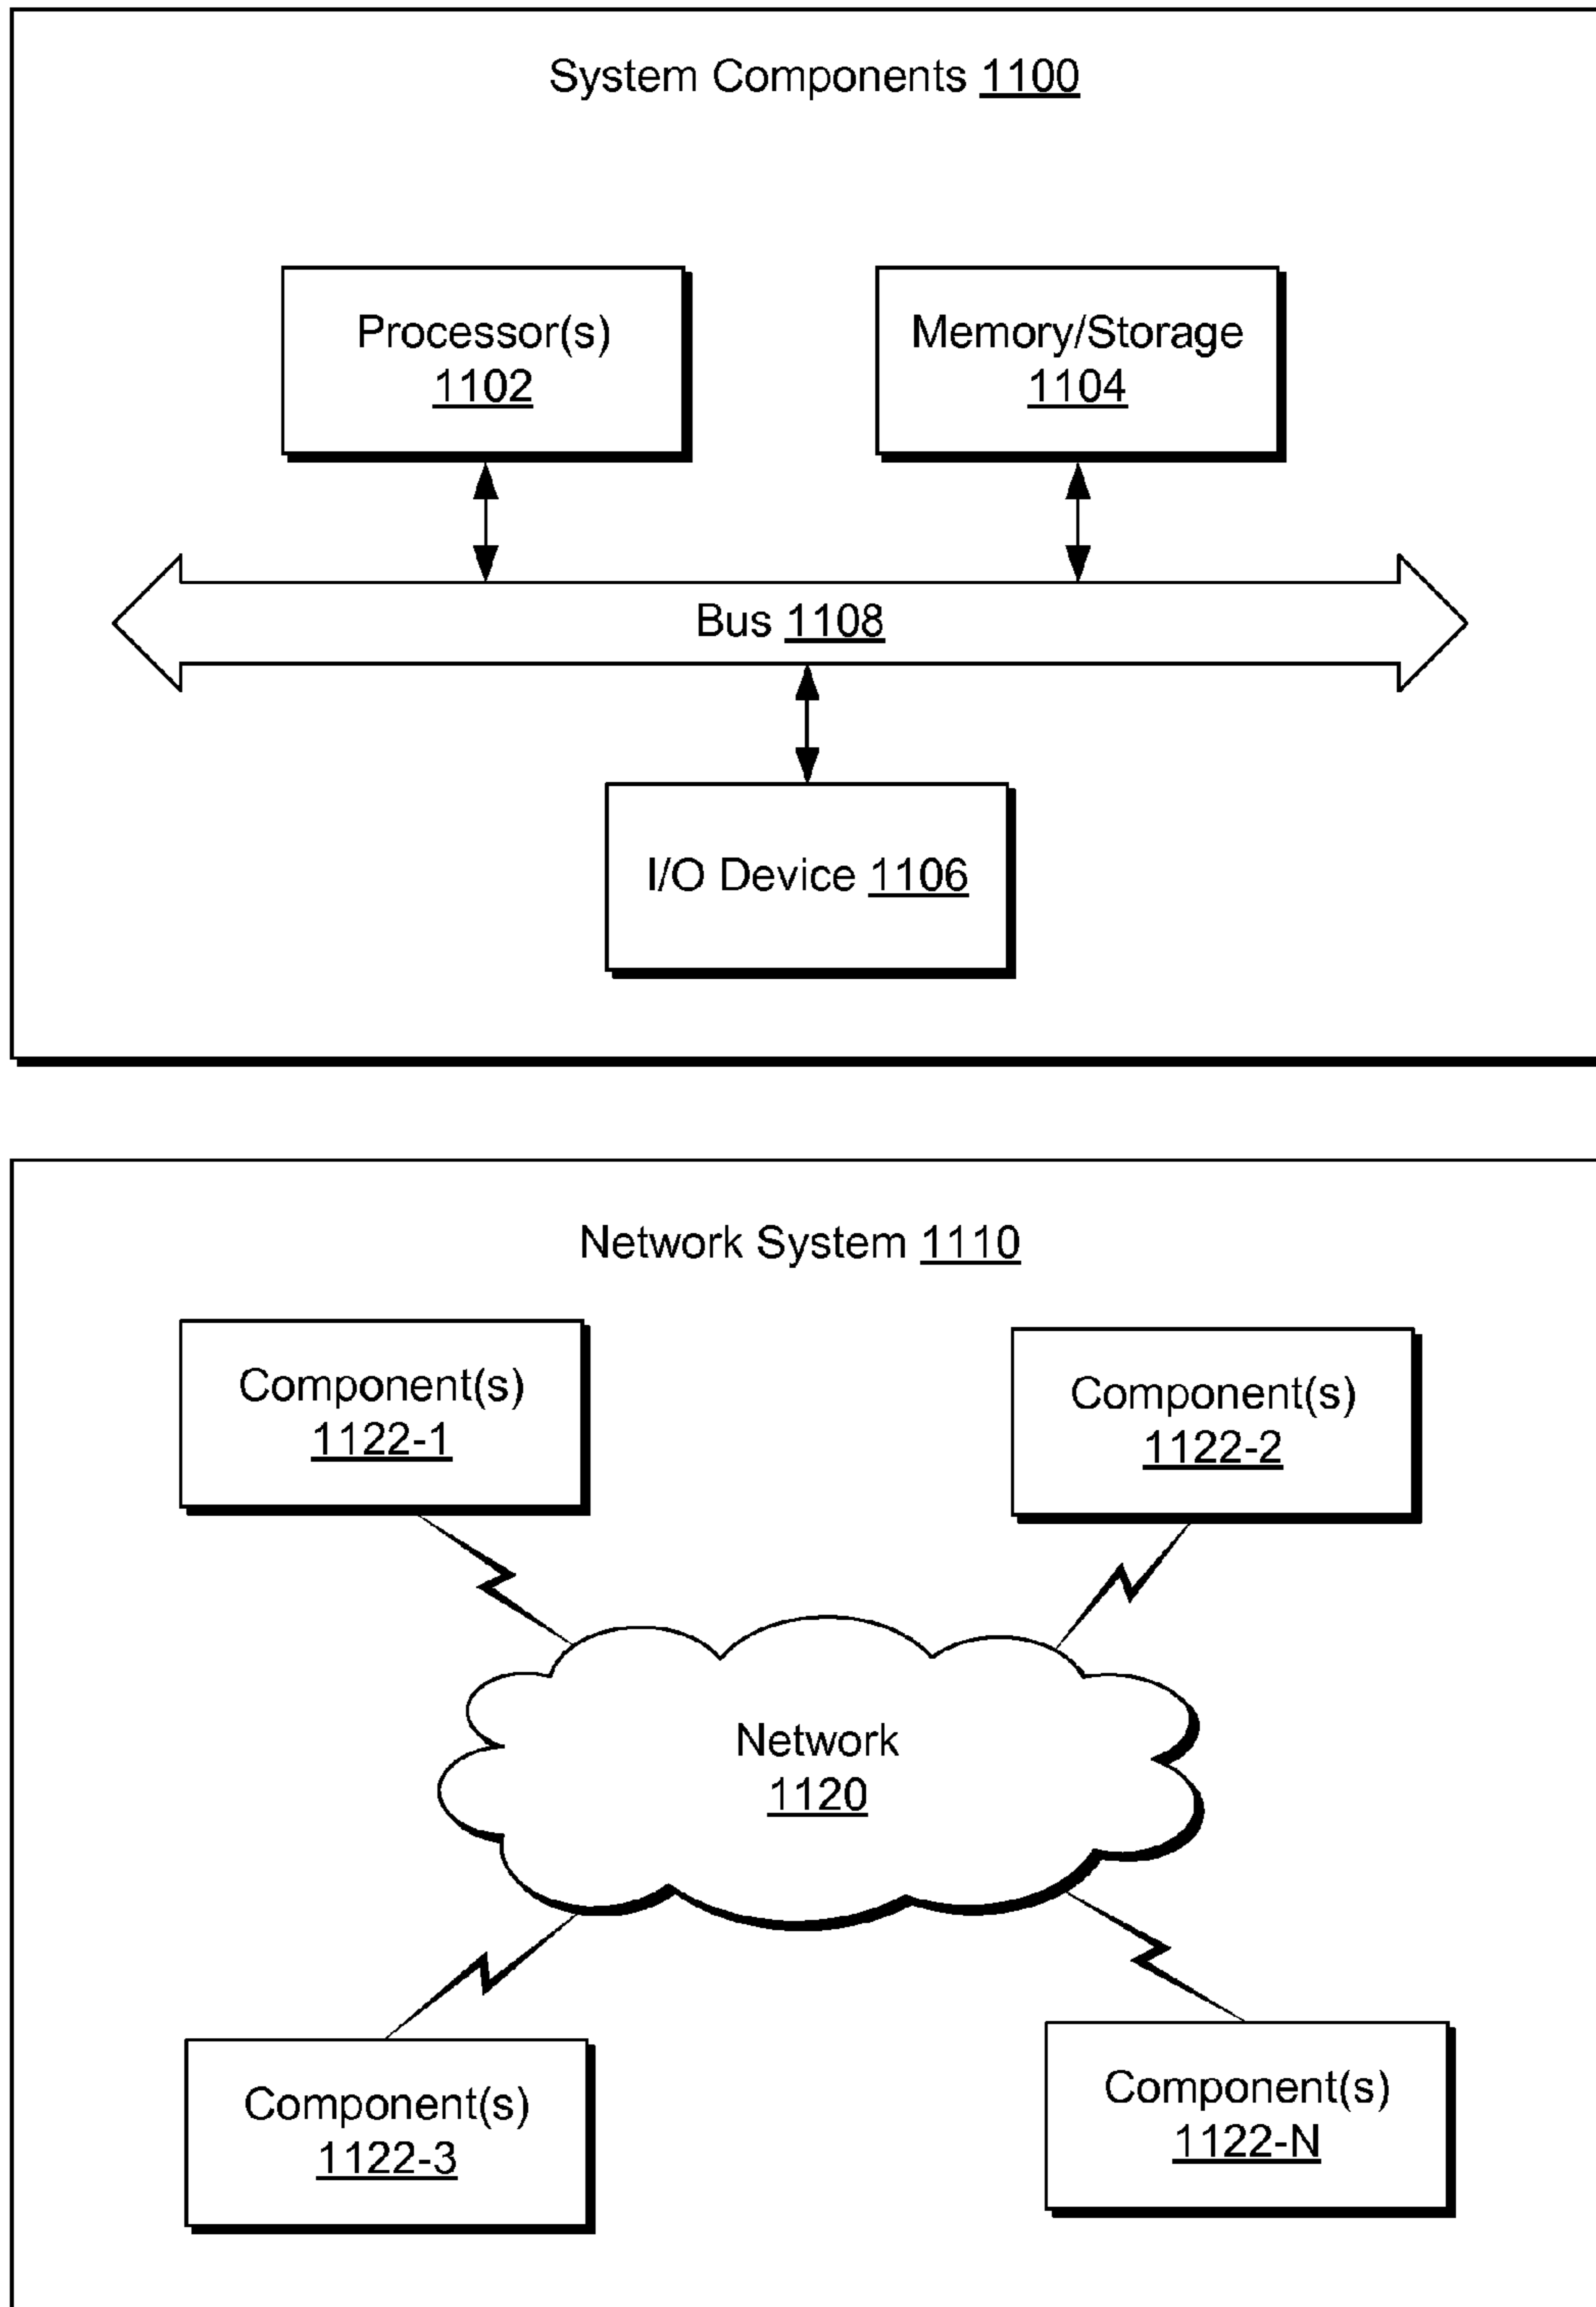 System Components 1100
Processor(s)
1102
Memory/Storage
1104
Bus 1108
I/O Device 1106
Network System 1110
Component(s)
1122-1
Component(s)
1122-2
Network
1120
Component(s)
1122-3
Component(s)
1122-N